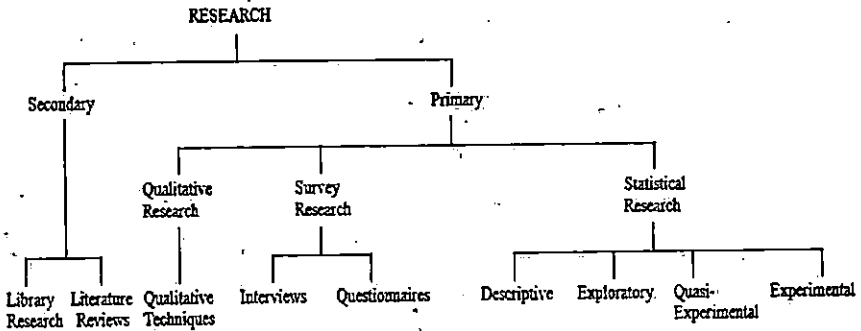 RESEARCH
Secondary
Primary
Qualitative
Research
Survey
Research
Statistical
Research
Library
Research
Literature
Reviews
Qualitative
Techniques
Interviews
Questionnaires
Descriptive
Exploratory
Quasi-
Experimental
Experimental